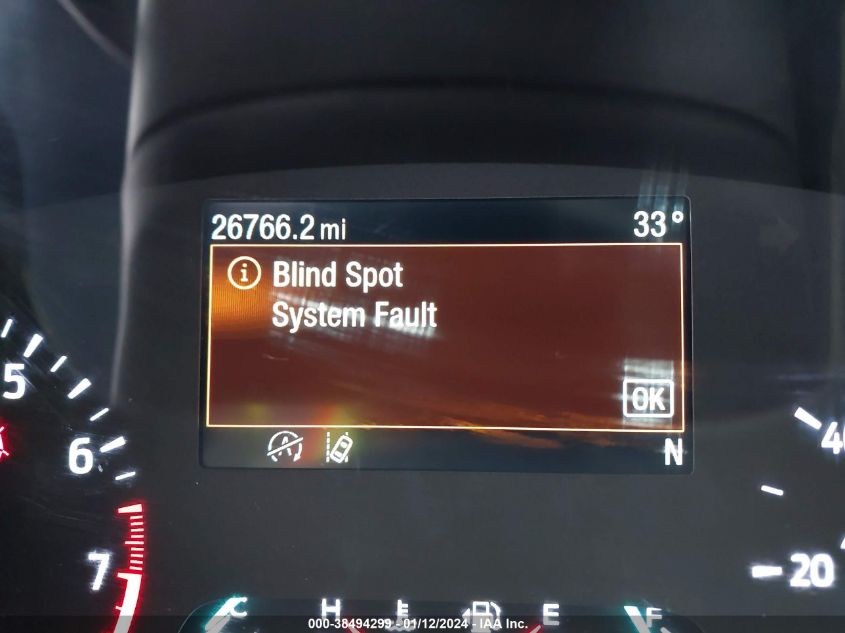 26766.2 mi 33°
Blind Spot
System Fault
OK
N
5
6
7
40
20
C H E F
000-38494299 - 01/12/2024 - IAA Inc.